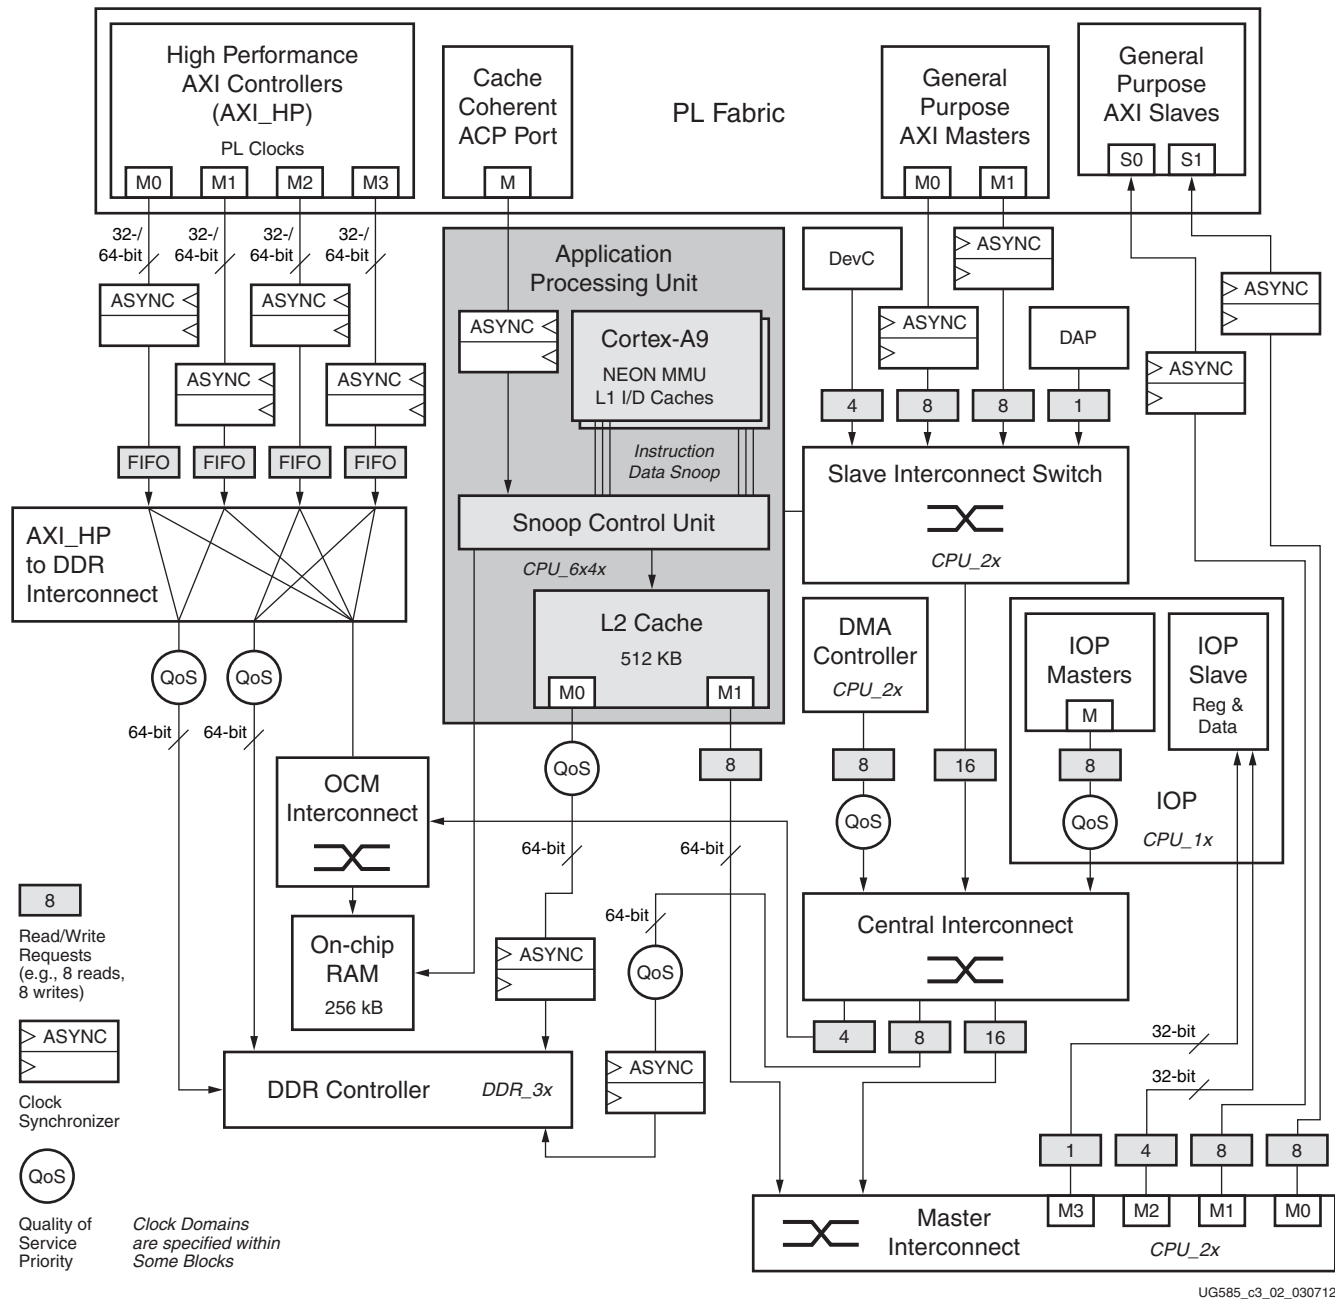 High Performance
AXI Controllers
(AXI_HP)
PL Clocks
M0
M1
M2
M3
Cache
Coherent
ACP Port
M
PL Fabric
General
Purpose
AXI Masters
M0
M1
General
Purpose
AXI Slaves
S0
S1
32-/
64-bit
32-/
64-bit
32-/
64-bit
32-/
64-bit
ASYNC
ASYNC
ASYNC
ASYNC
FIFO
FIFO
FIFO
FIFO
AXI_HP
to DDR
Interconnect
QoS
QoS
64-bit
64-bit
Application
Processing Unit
ASYNC
Cortex-A9
NEON MMU
L1 I/D Caches
Instruction
Data Snoop
Snoop Control Unit
CPU_6x4x
L2 Cache
512 KB
M0
M1
DevC
ASYNC
ASYNC
DAP
ASYNC
ASYNC
4
8
8
1
Slave Interconnect Switch
CPU_2x
DMA
Controller
CPU_2x
IOP
Masters
M
IOP
Slave
Reg &
Data
QoS
8
8
16
8
QoS
QoS
IOP
CPU_1x
OCM
Interconnect
64-bit
64-bit
On-chip
RAM
256 kB
ASYNC
64-bit
QoS
ASYNC
Central Interconnect
4
8
16
DDR Controller
DDR_3x
32-bit
32-bit
1
4
8
8
M3
M2
M1
M0
Master
Interconnect
CPU_2x
8
Read/Write
Requests
(e.g., 8 reads,
8 writes)
ASYNC
Clock
Synchronizer
QoS
Quality of
Service
Priority
Clock Domains
are specified within
Some Blocks
UG585_c3_02_030712